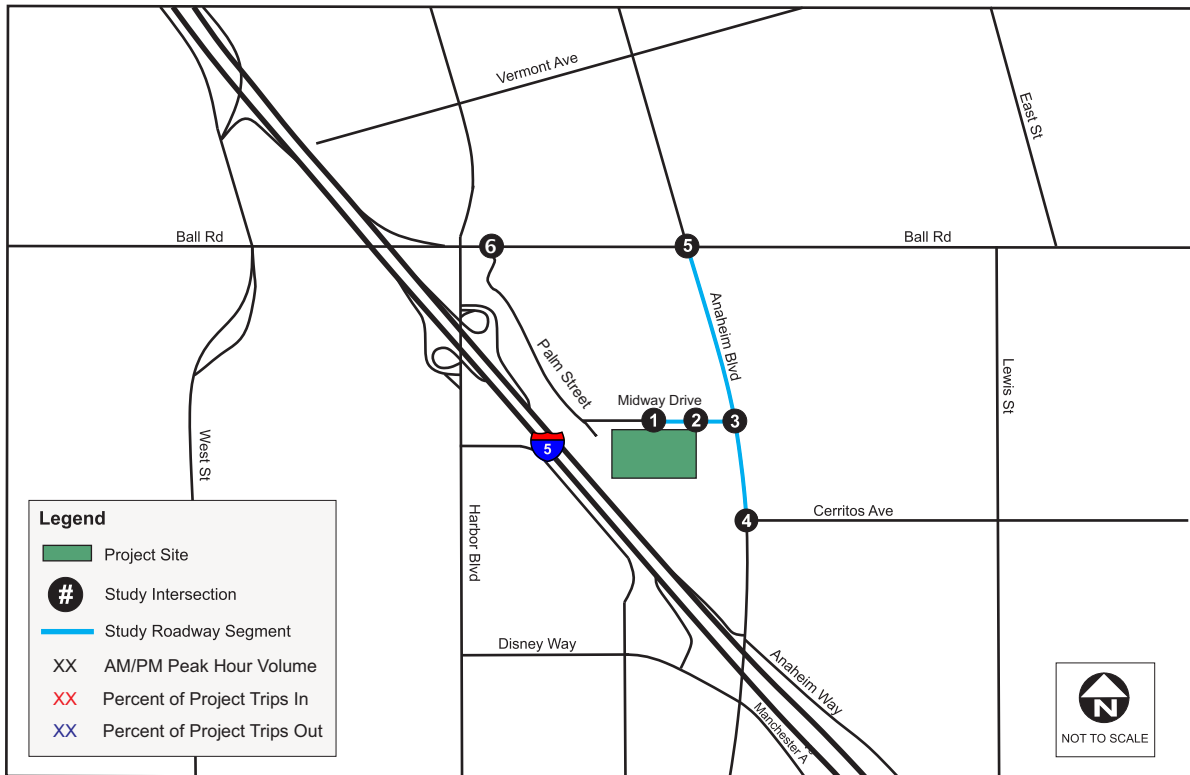 Vermont Ave
East St
Ball Rd
Ball Rd
6
5
Anaheim Blvd
Palm Street
Midway Drive
1
2
3
Lewis St
5
West St
4
Cerritos Ave
Harbor Blvd
Disney Way
Anaheim Way
Manchester A
Legend
Project Site
# Study Intersection
Study Roadway Segment
XX AM/PM Peak Hour Volume
XX Percent of Project Trips In
XX Percent of Project Trips Out
N
NOT TO SCALE